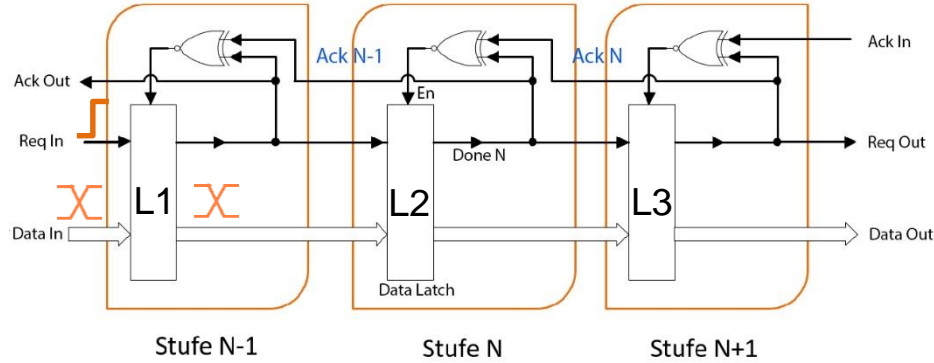 Ack N-1
Ack N
Ack In
Ack Out
En
Req In
Done N
Req Out
L1
L2
L3
Data In
Data Out
Data Latch
Stufe N-1
Stufe N
Stufe N+1